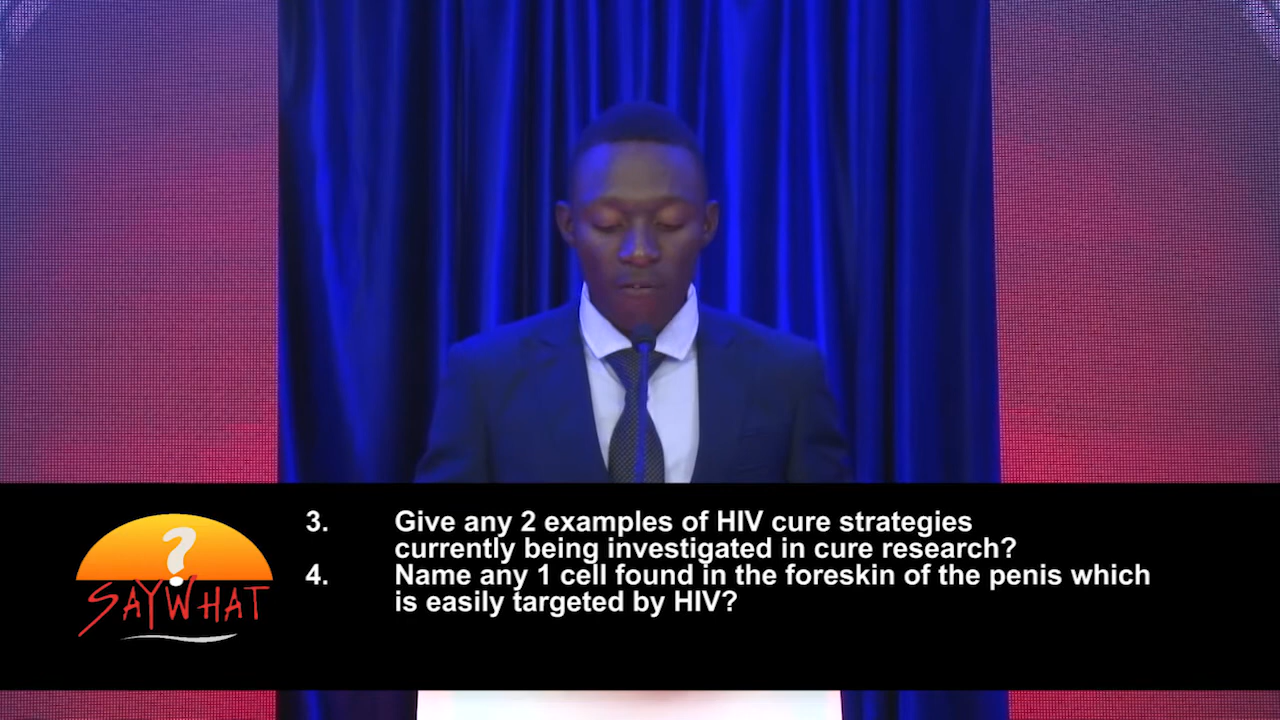 ?
SAYWHAT
3. Give any 2 examples of HIV cure strategies
currently being investigated in cure research?
4. Name any 1 cell found in the foreskin of the penis which
is easily targeted by HIV?